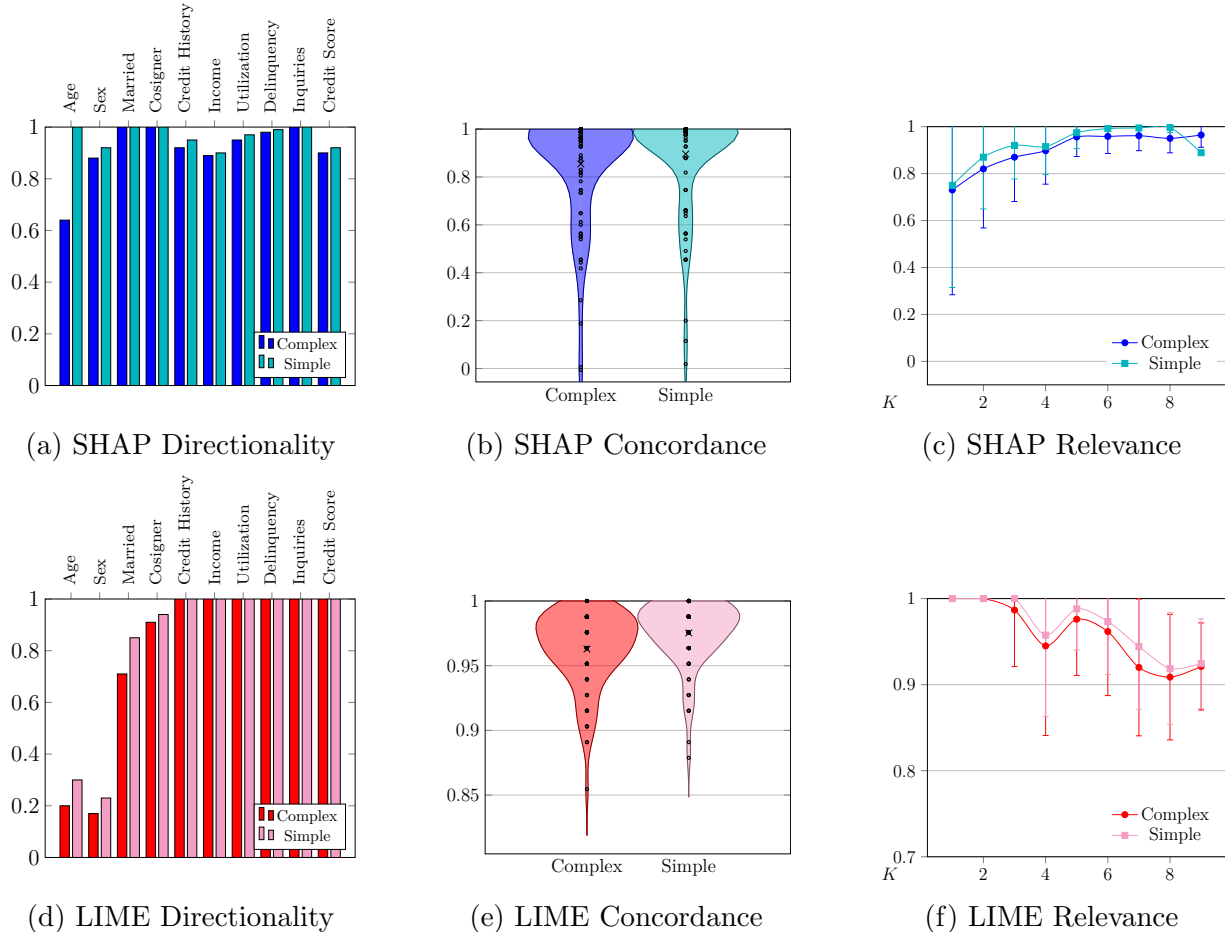 Age
Sex
Married
Cosigner
Credit History
Income
Utilization
Delinquency
Inquiries
Credit Score
1
0.8
0.6
0.4
0.2
0
Complex
Simple
(a) SHAP Directionality
1
0.8
0.6
0.4
0.2
0
Complex Simple
(b) SHAP Concordance
1
0.8
0.6
0.4
0.2
0
Complex
Simple
K 2 4 6 8
(c) SHAP Relevance
Age
Sex
Married
Cosigner
Credit History
Income
Utilization
Delinquency
Inquiries
Credit Score
1
0.8
0.6
0.4
0.2
0
Complex
Simple
(d) LIME Directionality
1
0.95
0.9
0.85
Complex Simple
(e) LIME Concordance
1
0.9
0.8
0.7
Complex
Simple
K 2 4 6 8
(f) LIME Relevance